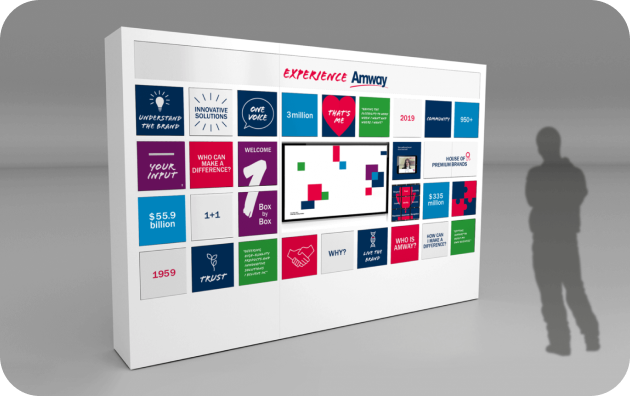 EXPERIENCE Amway
UNDERSTAND
THE BRAND
INNOVATIVE
SOLUTIONS
ONE
VOICE
3million
THAT'S
ME
2019
COMMUNITY
950+
YOUR
INPUT
WHO CAN
MAKE A
DIFFERENCE?
WELCOME
1
Box
by
Box
HOUSE OF
PREMIUM BRANDS
$55.9
billion
1+1
$335
million
1959
TRUST
WHY?
LIVE THE
BRAND
WHO IS
AMWAY?
HOW CAN
I MAKE A
DIFFERENCE?